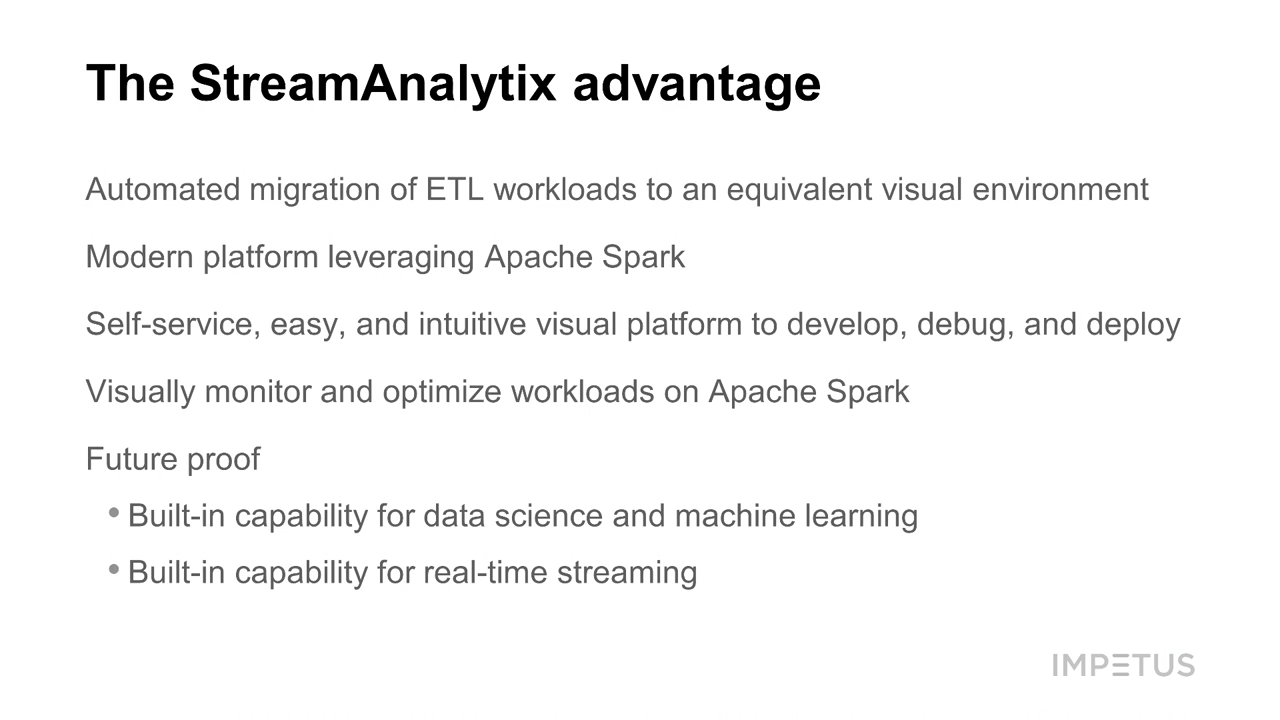 The StreamAnalytix advantage
Automated migration of ETL workloads to an equivalent visual environment
Modern platform leveraging Apache Spark
Self-service, easy, and intuitive visual platform to develop, debug, and deploy
Visually monitor and optimize workloads on Apache Spark
Future proof
• Built-in capability for data science and machine learning
• Built-in capability for real-time streaming
IMPETUS